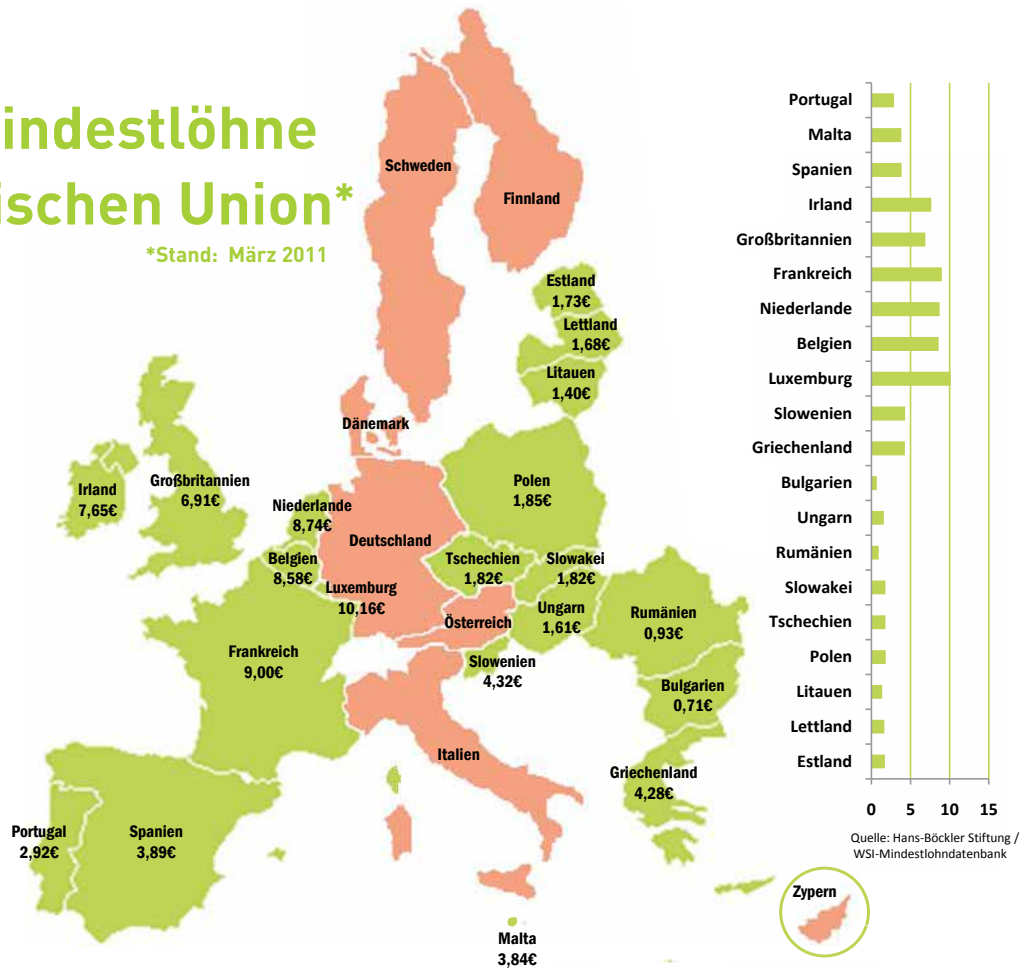 indestlöhne
ischen Union*
*Stand: März 2011
Schweden
Finnland
Estland
1,73€
Lettland
1,68€
Litauen
1,40€
Dänemark
Irland
7,65€
Großbritannien
6,91€
Niederlande
8,74€
Polen
1,85€
Deutschland
Belgien
8,58€
Luxemburg
10,16€
Tschechien
1,82€
Slowakei
1,82€
Österreich
Ungarn
1,61€
Rumänien
0,93€
Frankreich
9,00€
Slowenien
4,32€
Bulgarien
0,71€
Italien
Griechenland
4,28€
Portugal
2,92€
Spanien
3,89€
Malta
3,84€
Zypern
Portugal
Malta
Spanien
Irland
Großbritannien
Frankreich
Niederlande
Belgien
Luxemburg
Slowenien
Griechenland
Bulgarien
Ungarn
Rumänien
Slowakei
Tschechien
Polen
Litauen
Lettland
Estland
0 5 10 15
Quelle: Hans-Böckler Stiftung /
WSI-Mindestlohndatenbank